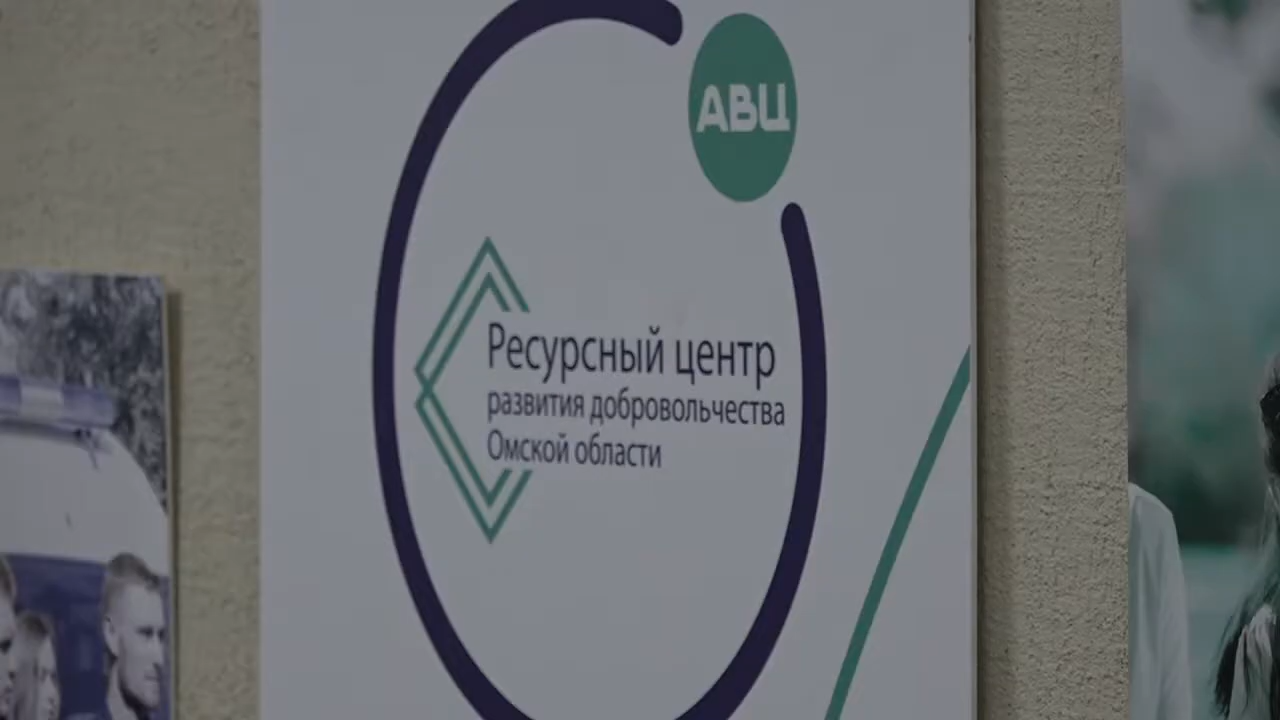 АВЦ
Ресурсный центр
развития добровольчества
Омской области